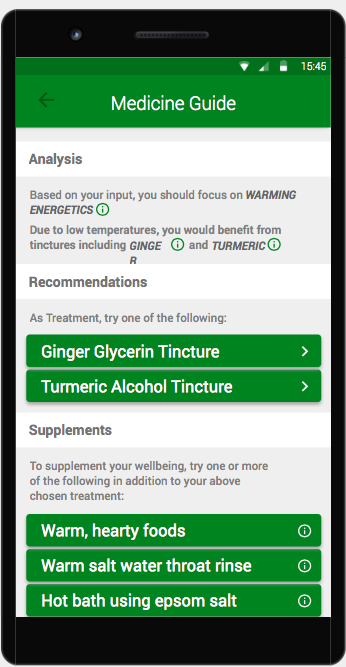 15:45
Medicine Guide
Analysis
Based on your input, you should focus on WARMING
ENERGETICS
Due to low temperatures, you would benefit from
tinctures including GINGE and TURMERIC
R
Recommendations
As Treatment, try one of the following:
Ginger Glycerin Tincture
Turmeric Alcohol Tincture
Supplements
To supplement your wellbeing, try one or more
of the following in addition to your above
chosen treatment:
Warm, hearty foods
Warm salt water throat rinse
Hot bath using epsom salt